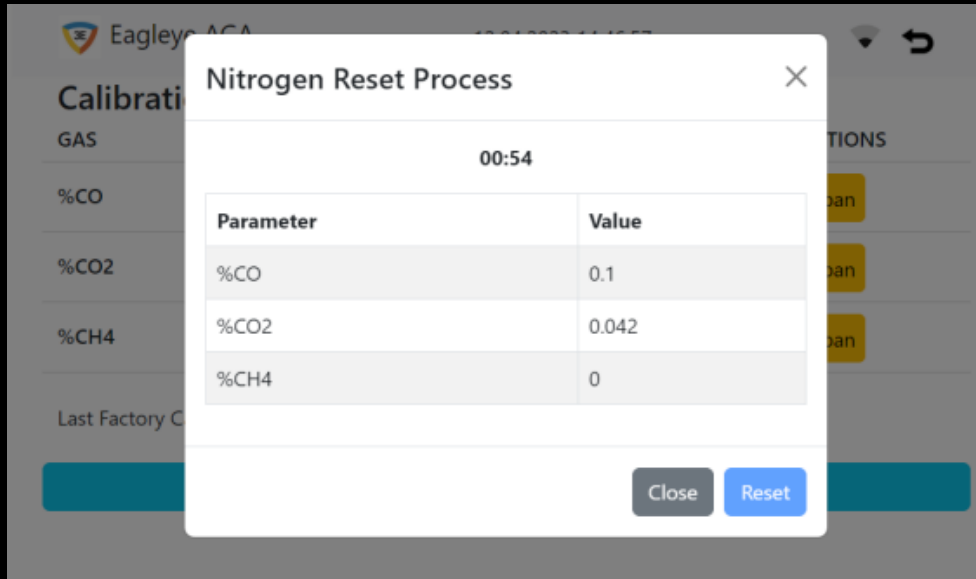 3E Eagleye
Nitrogen Reset Process
Calibrati
GAS
TIONS
00:54
%CO
pan
%CO2
pan
%CH4
pan
Parameter Value
%CO 0.1
%CO2 0.042
%CH4 0
Last Factory C
Close Reset